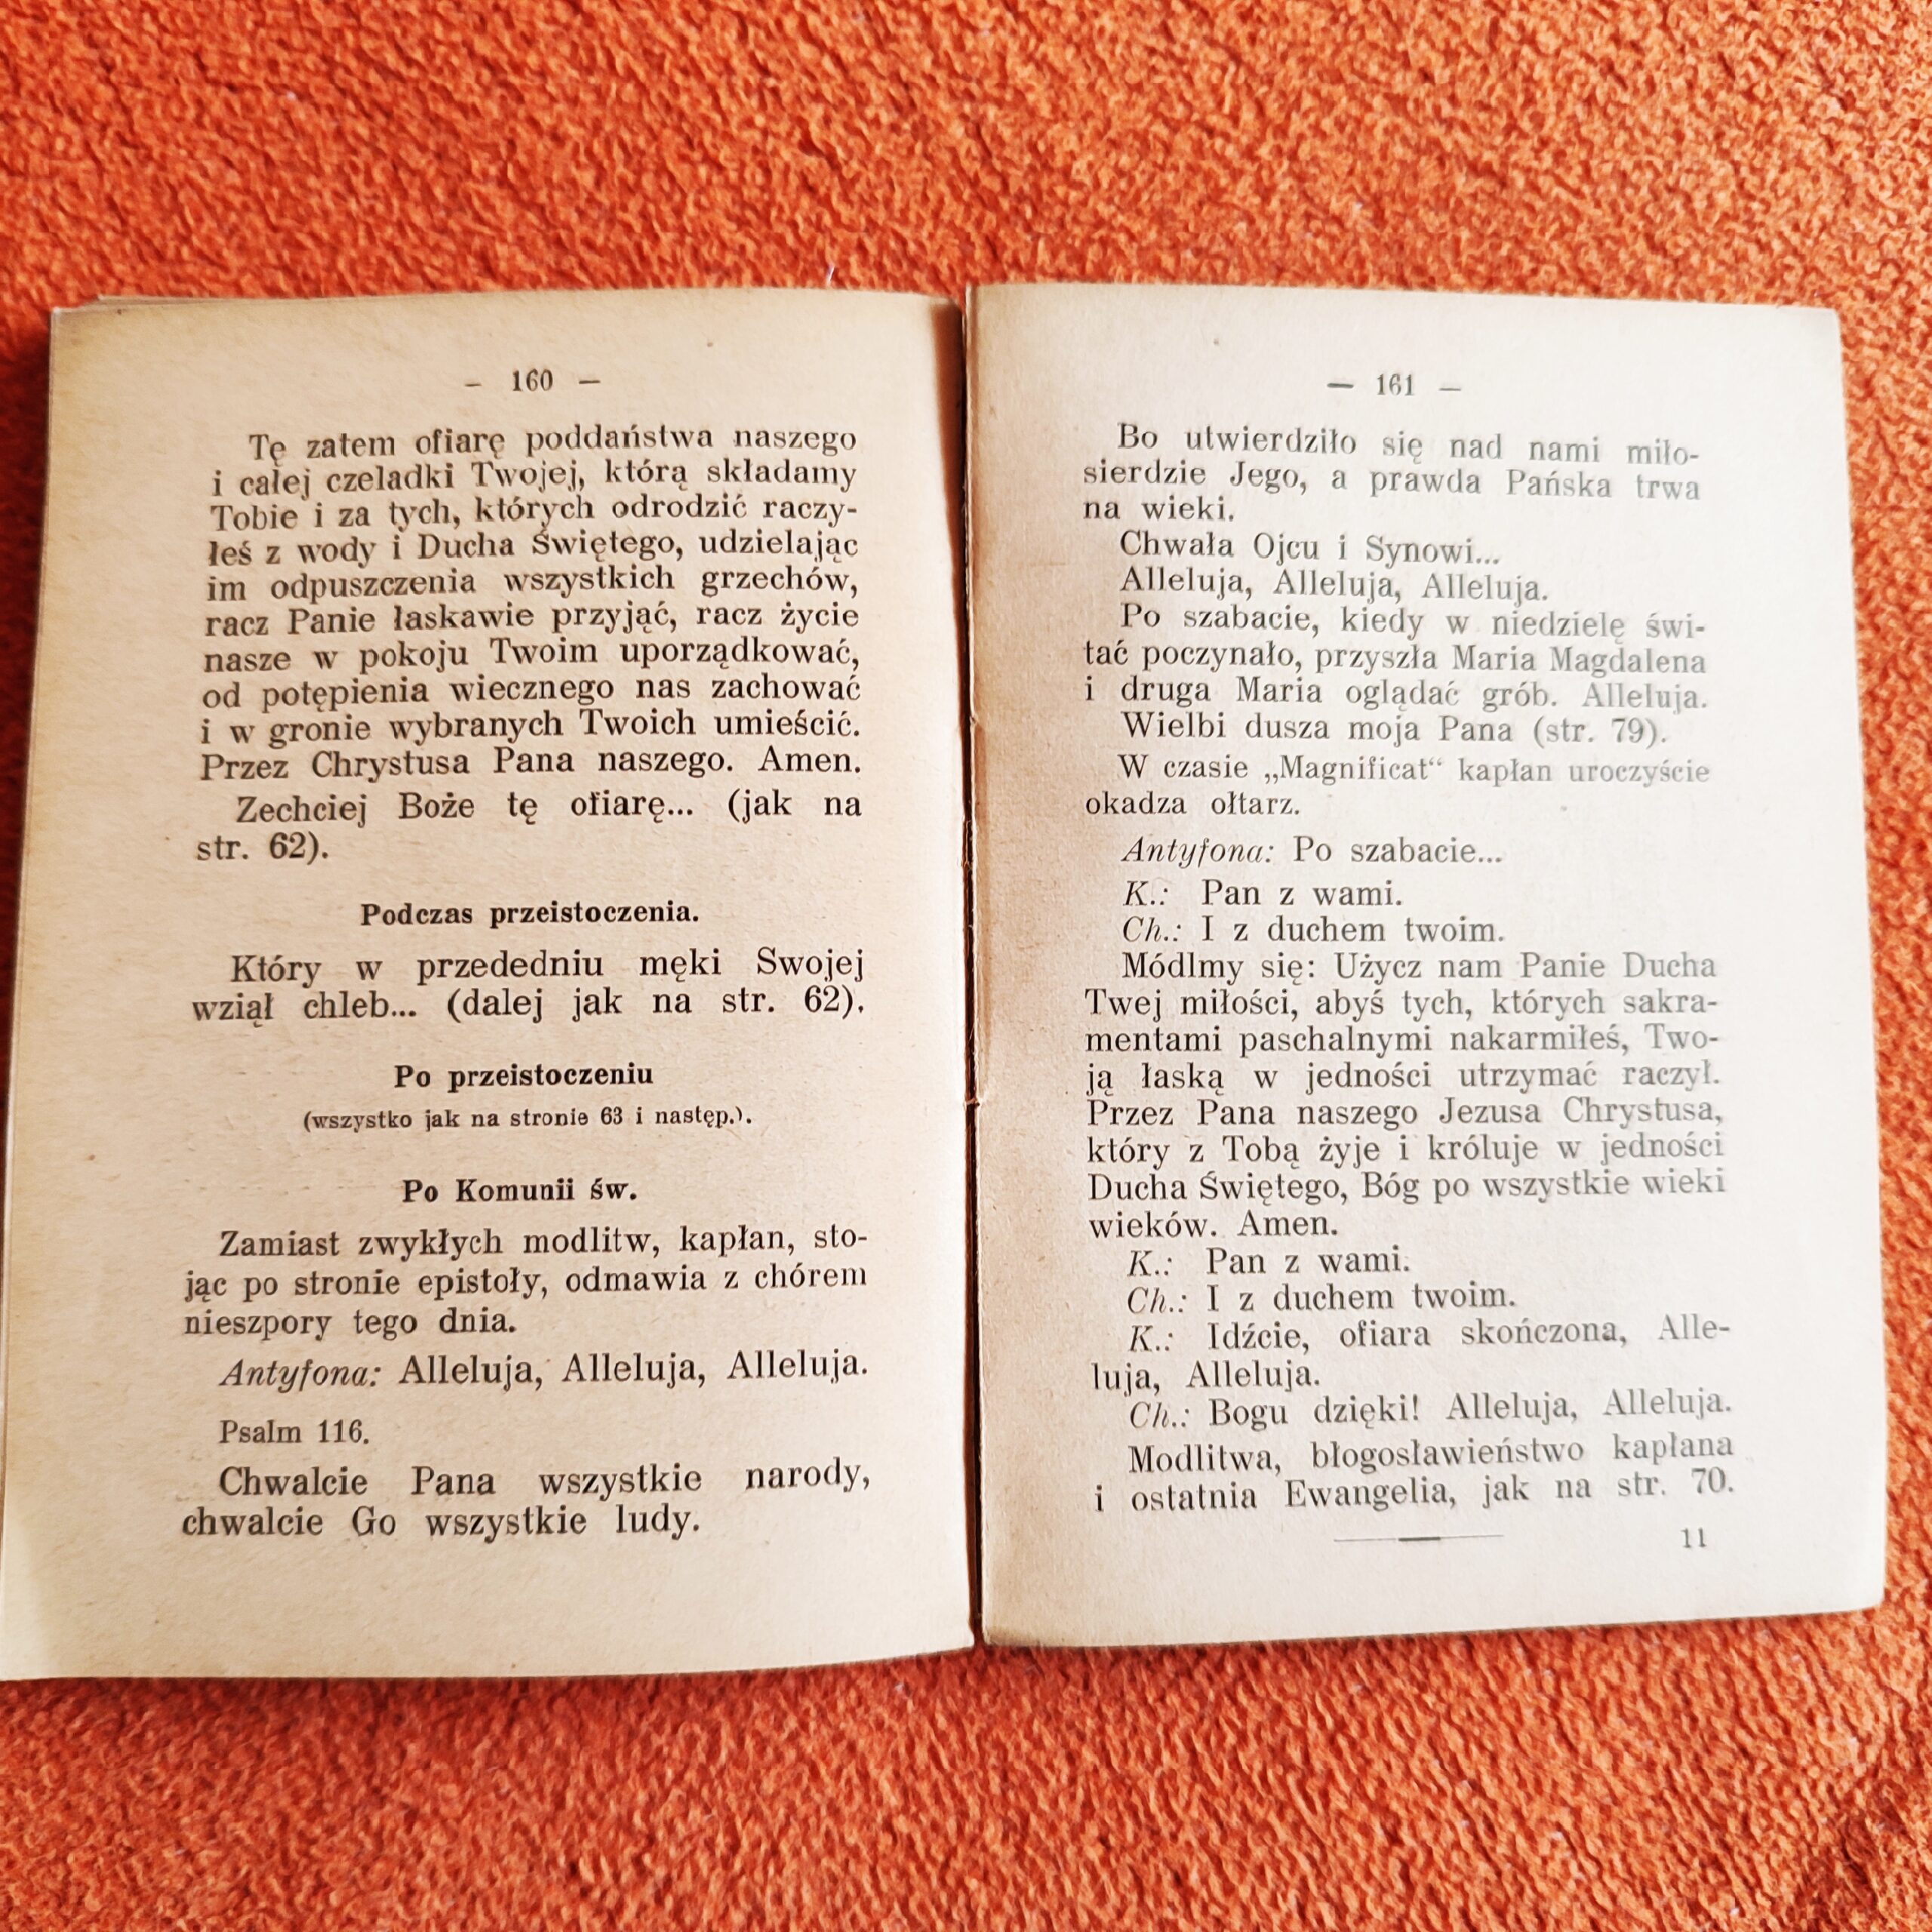 - 160 —
Tę zatem ofiarę poddaństwa naszego
i całej czeladki Twojej, którą składamy
Tobie i za tych, których odrodzić raczy-
łeś z wody i Ducha Świętego, udzielając
im odpuszczenia wszystkich grzechów,
racz Panie łaskawie przyjąć, racz życie
nasze w pokoju Twoim uporządkować,
od potępienia wiecznego nas zachować
i w gronie wybranych Twoich umieścić.
Przez Chrystusa Pana naszego. Amen.
Zechciej Boże tę ofiarę... (jak na
str. 62).
Podczas przeistoczenia.
Który w przededniu męki Swojej
wziął chleb... (dalej jak na str. 62).
Po przeistoczeniu
(wszystko jak na stronie 63 i następ.).
Po Komunii św.
Zamiast zwykłych modlitw, kapłan, sto-
jąc po stronie epistoły, odmawia z chórem
nieszpory tego dnia.
Antyfona: Alleluja, Alleluja, Alleluja.
Psalm 116.
Chwalcie Pana wszystkie narody,
chwalcie Go wszystkie ludy.
— 161 —
Bo utwierdziło się nad nami miło-
sierdzie Jego, a prawda Pańska trwa
na wieki.
Chwała Ojcu i Synowi...
Alleluja, Alleluja, Alleluja.
Po szabacie, kiedy w niedzielę świ-
tać poczynało, przyszła Maria Magdalena
i druga Maria oglądać grób. Alleluja.
Wielbi dusza moja Pana (str. 79).
W czasie „Magnificat“ kapłan uroczyście
okadza ołtarz.
Antyfona: Po szabacie...
K.: Pan z wami.
Ch.: I z duchem twoim.
Módlmy się: Użycz nam Panie Ducha
Twej miłości, abyś tych, których sakra-
mentami paschalnymi nakarmiłeś, Two-
ją łaską w jedności utrzymać raczył.
Przez Pana naszego Jezusa Chrystusa,
który z Tobą żyje i króluje w jedności
Ducha Świętego, Bóg po wszystkie wieki
wieków. Amen.
K.: Pan z wami.
Ch.: I z duchem twoim.
K.: Idźcie, ofiara skończona, Alle-
luja, Alleluja.
Ch.: Bogu dzięki! Alleluja, Alleluja.
Modlitwa, błogosławieństwo kapłana
i ostatnia Ewangelia, jak na str. 70.
11